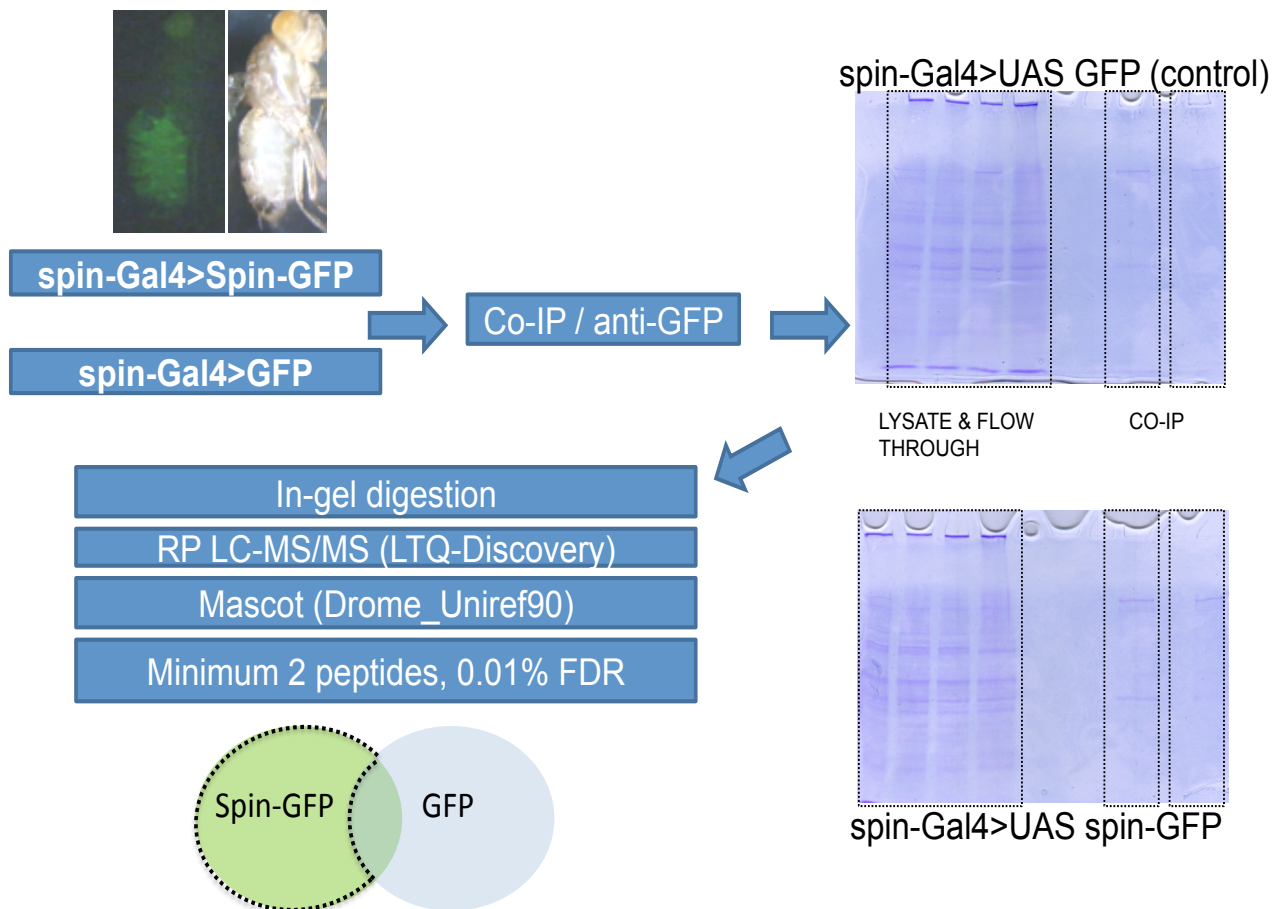 spin-Gal4>UAS GFP (control)
spin-Gal4>Spin-GFP
Co-IP / anti-GFP
spin-Gal4>GFP
LYSATE & FLOW
THROUGH
CO-IP
In-gel digestion
RP LC-MS/MS (LTQ-Discovery)
Mascot (Drome_Uniref90)
Minimum 2 peptides, 0.01% FDR
Spin-GFP
GFP
spin-Gal4>UAS spin-GFP